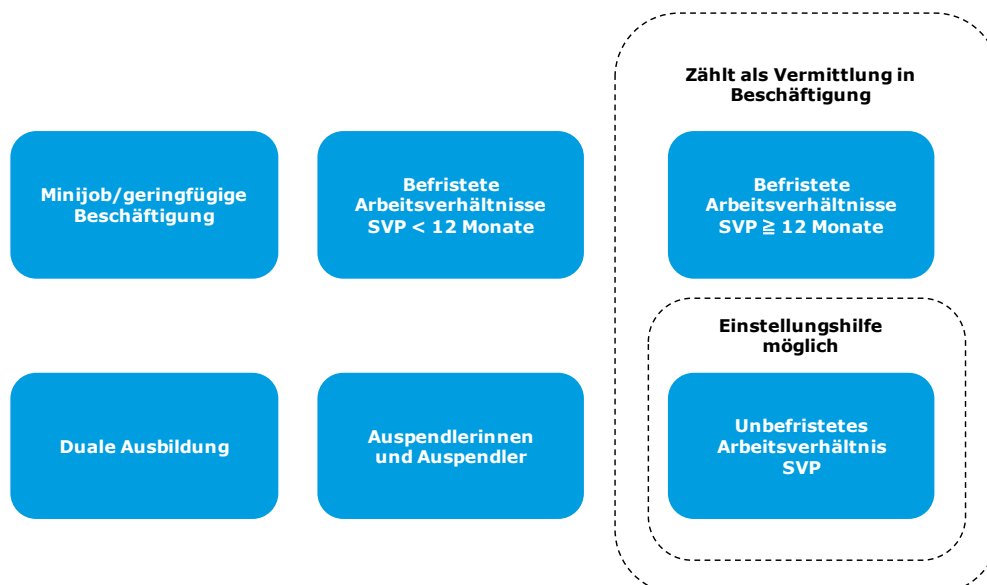 Zählt als Vermittlung in
Beschäftigung
Minijob/geringfügige
Beschäftigung
Befristete
Arbeitsverhältnisse
SVP < 12 Monate
Befristete
Arbeitsverhältnisse
SVP ≧ 12 Monate
Einstellungshilfe
möglich
Duale Ausbildung
Auspendlerinnen
und Auspendler
Unbefristetes
Arbeitsverhältnis
SVP